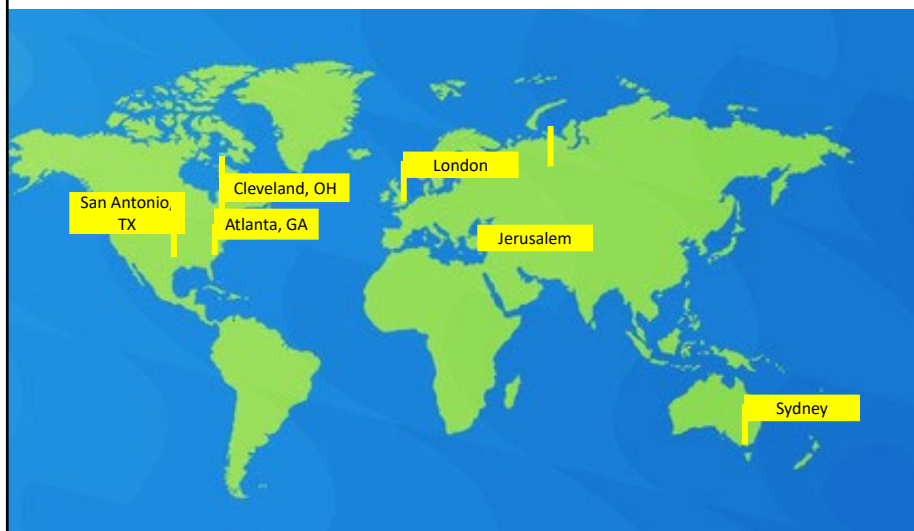 London
Cleveland, OH
San Antonio,
TX
Atlanta, GA
Jerusalem
Sydney